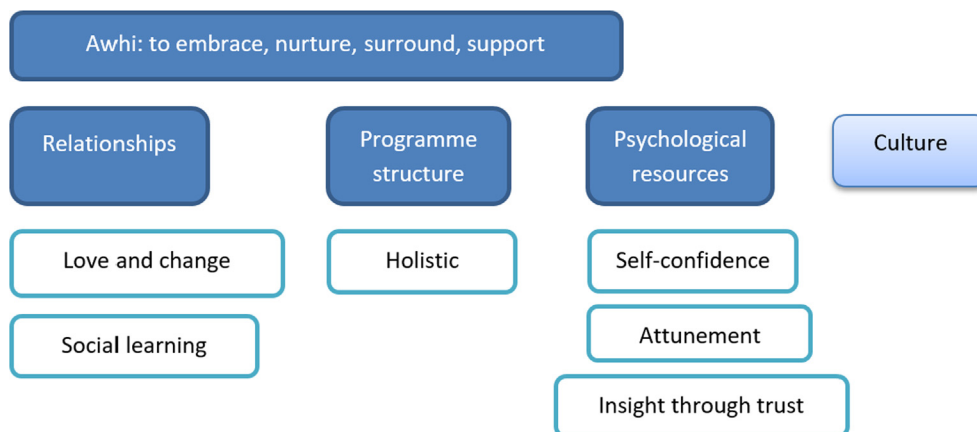 Awhi: to embrace, nurture, surround, support
Relationships
Programme
structure
Psychological
resources
Culture
Love and change
Holistic
Self-confidence
Social learning
Attunement
Insight through trust